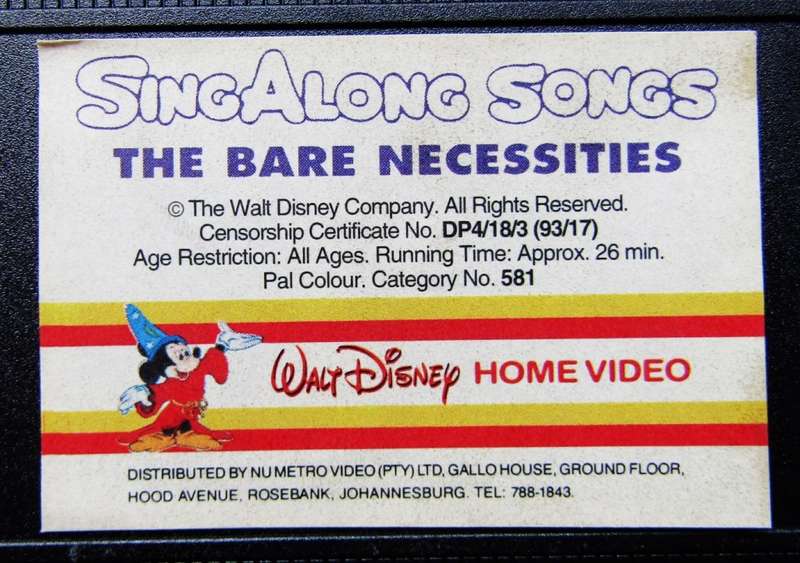 SING ALONG SONGS
THE BARE NECESSITIES
© The Walt Disney Company. All Rights Reserved.
Censorship Certificate No. DP4/18/3 (93/17)
Age Restriction: All Ages. Running Time: Approx. 26 min.
Pal Colour. Category No. 581
WALT DISNEY HOME VIDEO
DISTRIBUTED BY NU METRO VIDEO (PTY) LTD, GALLO HOUSE, GROUND FLOOR,
HOOD AVENUE, ROSEBANK, JOHANNESBURG. TEL: 788-1843.